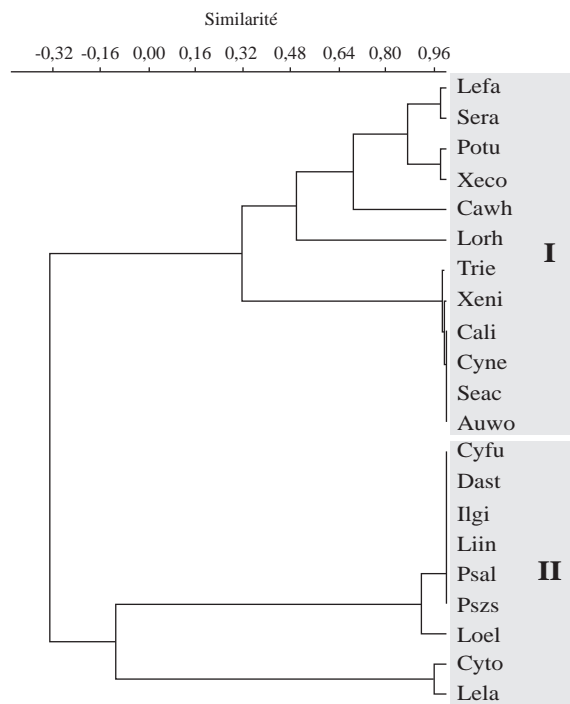 Similarité
-0,32 -0,16 0,00 0,16 0,32 0,48 0,64 0,80 0,96
Lefa
Sera
Potu
Xeco
Cawh
Lorh
I
Trie
Xeni
Cali
Cyne
Seac
Auwo
Cyfu
Dast
Ilgi
Liin
Psal
II
Pszs
Loel
Cyto
Lela